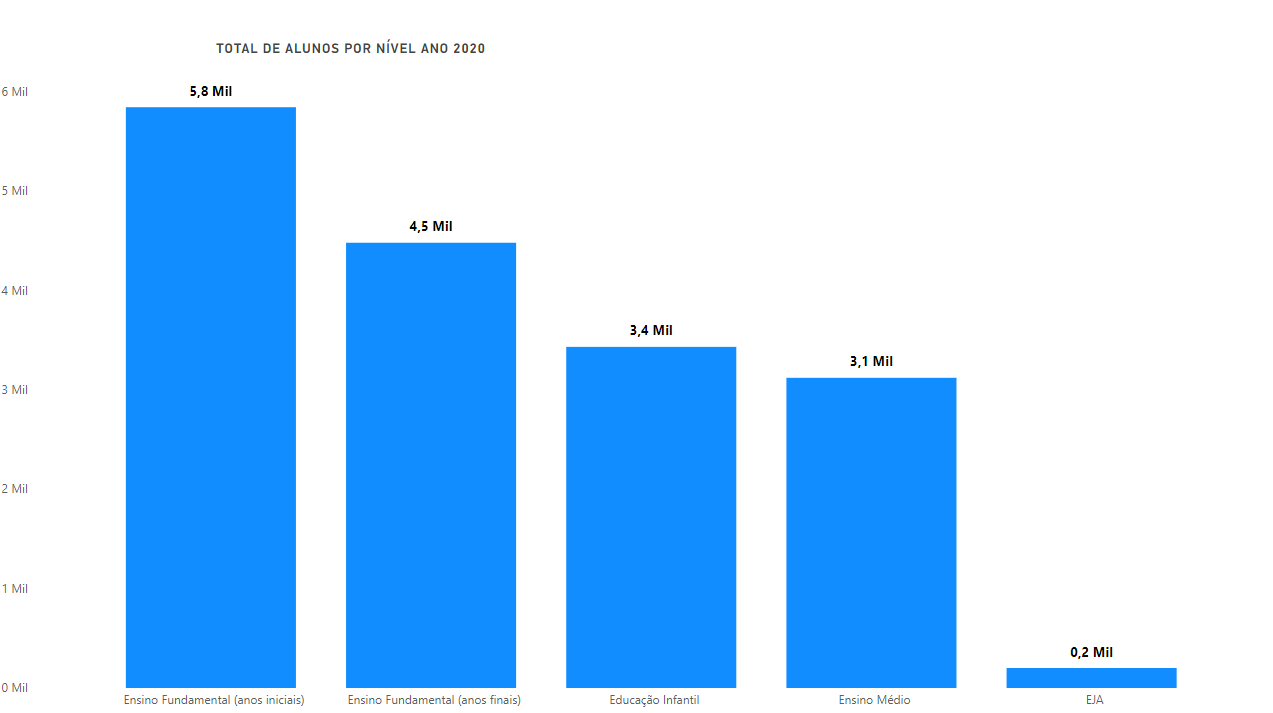 TOTAL DE ALUNOS POR NÍVEL ANO 2020
6 Mil
5 Mil
4 Mil
3 Mil
2 Mil
1 Mil
0 Mil
5,8 Mil
4,5 Mil
3,4 Mil
3,1 Mil
0,2 Mil
Ensino Fundamental (anos iniciais)
Ensino Fundamental (anos finais)
Educação Infantil
Ensino Médio
EJA